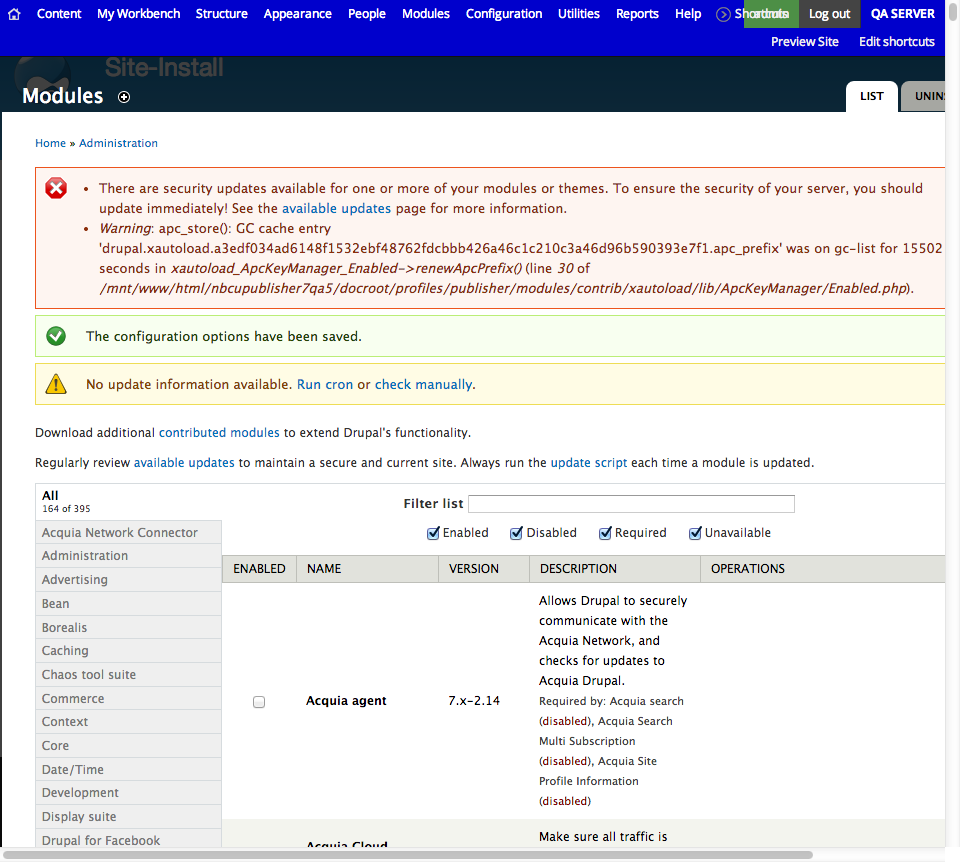 Content My Workbench Structure Appearance People Modules Configuration Utilities Reports Help Shortcuts Log out QA SERVER
Preview Site Edit shortcuts
Site-Install
Modules
LIST UNINS
Home » Administration
• There are security updates available for one or more of your modules or themes. To ensure the security of your server, you should
update immediately! See the available updates page for more information.
• Warning: apc_store(): GC cache entry
'drupal.xautoload.a3edf034ad6148f1532ebf48762fdcbbb426a46c1c210c3a46d96b590393e7f1.apc_prefix' was on gc-list for 15502
seconds in xautoload_ApcKeyManager_Enabled->renewApcPrefix() (line 30 of
/mnt/www/html/nbcupublisher7qa5/docroot/profiles/publisher/modules/contrib/xautoload/lib/ApcKeyManager/Enabled.php).
The configuration options have been saved.
No update information available. Run cron or check manually.
Download additional contributed modules to extend Drupal's functionality.
Regularly review available updates to maintain a secure and current site. Always run the update script each time a module is updated.
All
164 of 395
Filter list
Enabled Disabled Required Unavailable
Acquia Network Connector
Administration
Advertising
Bean
Borealis
Caching
Chaos tool suite
Commerce
Context
Core
Date/Time
Development
Display suite
Drupal for Facebook
ENABLED NAME VERSION DESCRIPTION OPERATIONS
Acquia agent
7.x-2.14
Allows Drupal to securely
communicate with the
Acquia Network, and
checks for updates to
Acquia Drupal.
Required by: Acquia search
(disabled), Acquia Search
Multi Subscription
(disabled), Acquia Site
Profile Information
(disabled)
Acquia Cloud
Make sure all traffic is